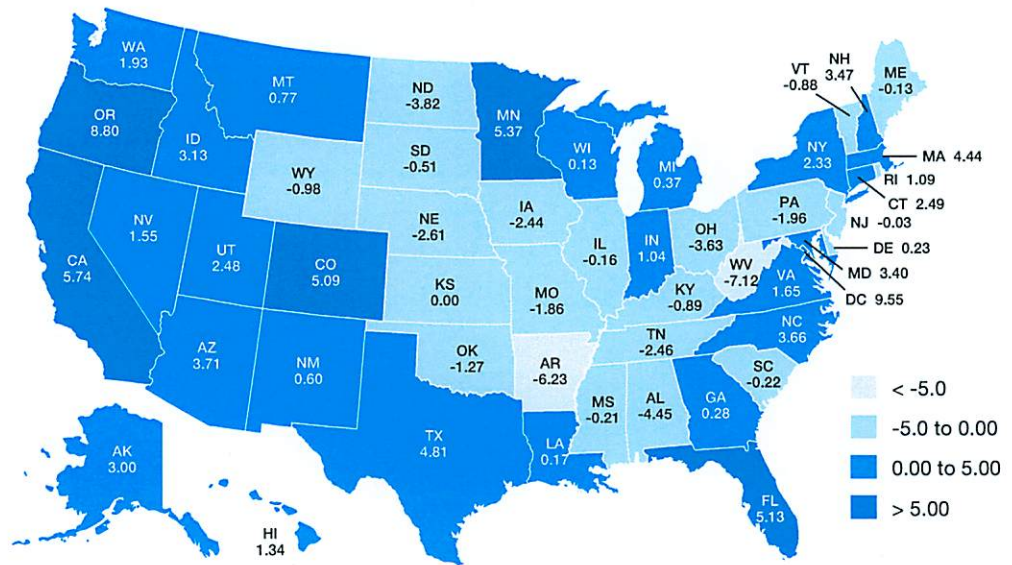 WA
1.93
OR
8.80
CA
5.74
NV
1.55
ID
3.13
MT
0.77
WY
-0.98
UT
2.48
CO
5.09
AZ
3.71
NM
0.60
ND
-3.82
SD
-0.51
NE
-2.61
KS
0.00
OK
-1.27
TX
4.81
MN
5.37
IA
-2.44
MO
-1.86
AR
-6.23
LA
0.17
WI
0.13
IL
-0.16
MI
0.37
IN
1.04
OH
-3.63
KY
-0.89
TN
-2.46
MS
-0.21
AL
-4.45
GA
0.28
FL
5.13
SC
-0.22
NC
3.66
VA
1.65
WV
-7.12
PA
-1.96
NY
2.33
VT
-0.88
NH
3.47
ME
-0.13
MA 4.44
RI 1.09
CT 2.49
NJ -0.03
DE 0.23
MD 3.40
DC 9.55
AK
3.00
HI
1.34
< -5.0
-5.0 to 0.00
0.00 to 5.00
> 5.00